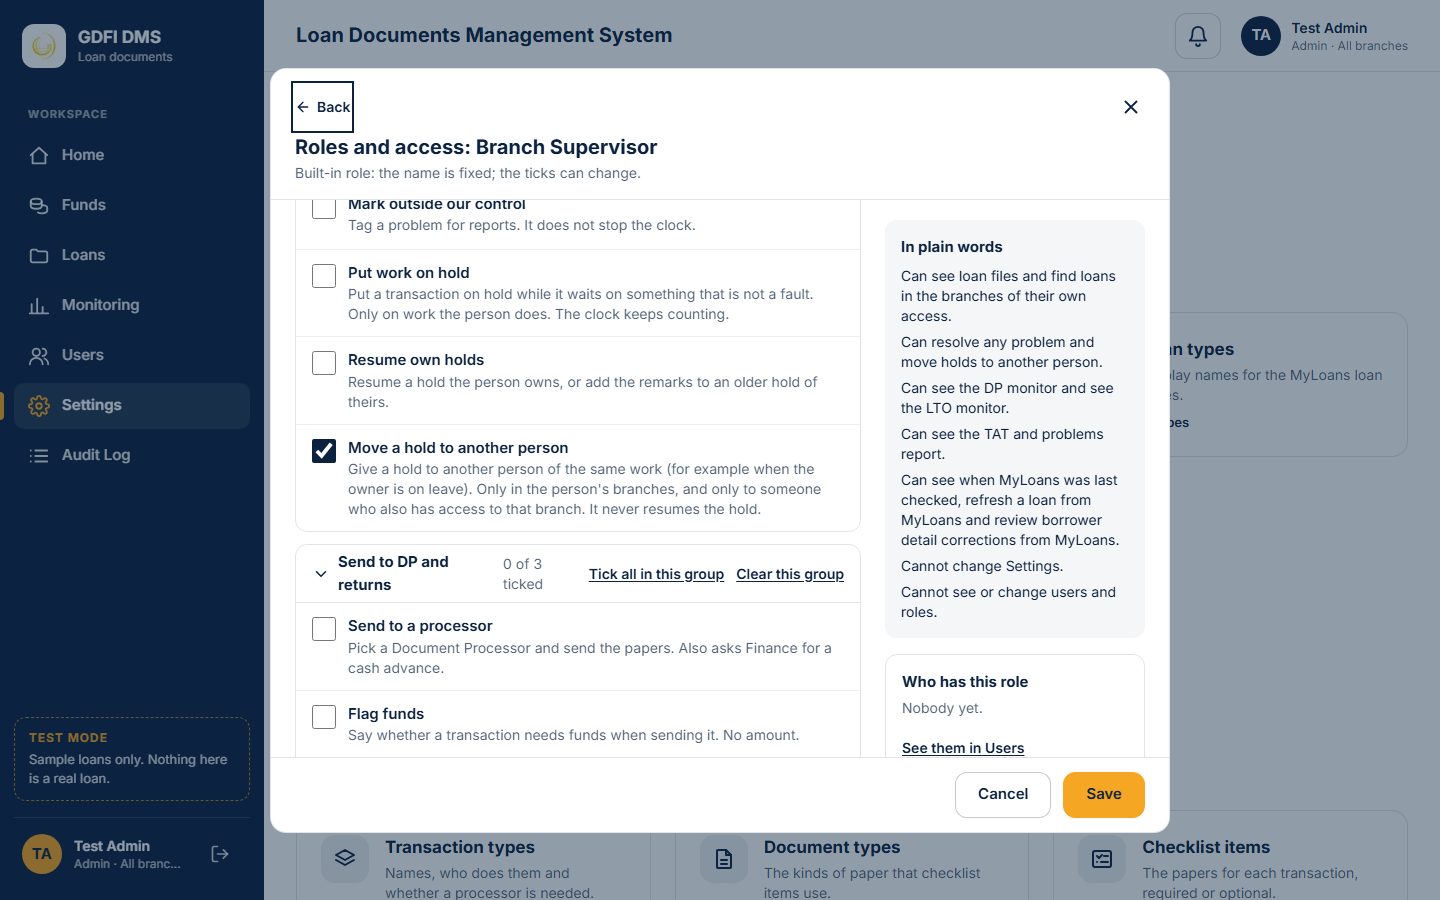 GDFI DMS
Loan documents
WORKSPACE
Home
Funds
Loans
Monitoring
Users
Settings
Audit Log
TEST MODE
Sample loans only. Nothing here
is a real loan.
TA
Test Admin
Admin · All branc...
Loan Documents Management System
TA
Test Admin
Admin · All branches
Back
Roles and access: Branch Supervisor
Built-in role: the name is fixed; the ticks can change.
Mark outside our control
Tag a problem for reports. It does not stop the clock.
Put work on hold
Put a transaction on hold while it waits on something that is not a fault.
Only on work the person does. The clock keeps counting.
Resume own holds
Resume a hold the person owns, or add the remarks to an older hold of
theirs.
Move a hold to another person
Give a hold to another person of the same work (for example when the
owner is on leave). Only in the person's branches, and only to someone
who also has access to that branch. It never resumes the hold.
Send to DP and
returns
0 of 3
ticked
Tick all in this group
Clear this group
Send to a processor
Pick a Document Processor and send the papers. Also asks Finance for a
cash advance.
Flag funds
Say whether a transaction needs funds when sending it. No amount.
In plain words
Can see loan files and find loans
in the branches of their own
access.
Can resolve any problem and
move holds to another person.
Can see the DP monitor and see
the LTO monitor.
Can see the TAT and problems
report.
Can see when MyLoans was last
checked, refresh a loan from
MyLoans and review borrower
detail corrections from MyLoans.
Cannot change Settings.
Cannot see or change users and
roles.
Who has this role
Nobody yet.
See them in Users
Cancel
Save
an types
play names for the MyLoans loan
es.
pes
Transaction types
Names, who does them and
whether a processor is needed.
Document types
The kinds of paper that checklist
items use.
Checklist items
The papers for each transaction,
required or optional.